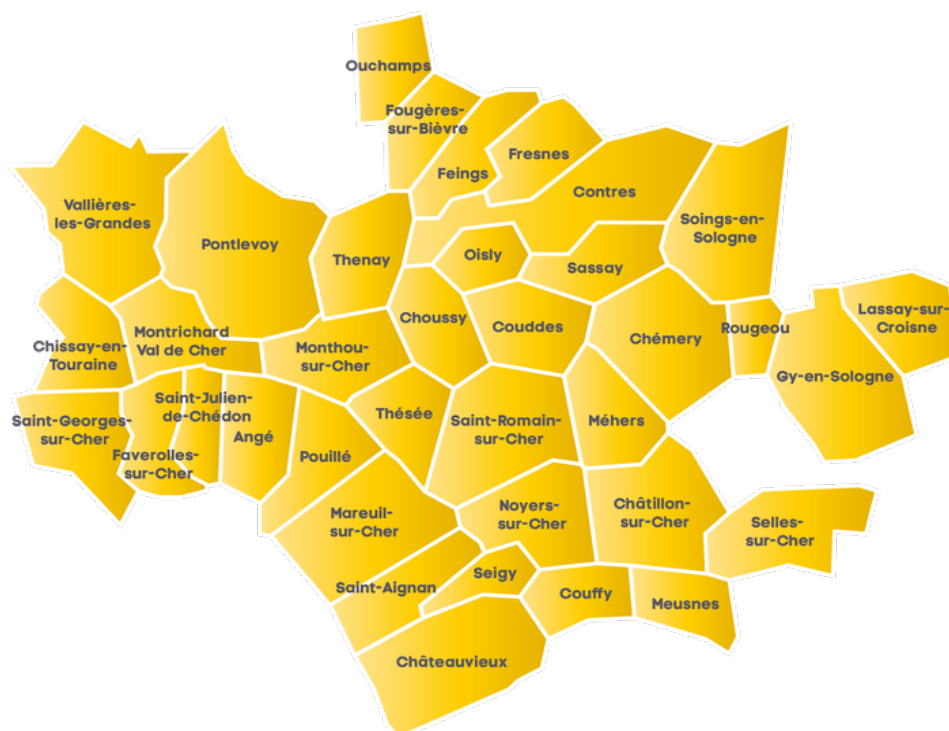 Ouchamps
Fougères-
sur-Bièvre
Feings
Fresnes
Contres
Vallières-
les-Grandes
Pontlevoy
Thenay
Oisly
Sassay
Soings-en-
Sologne
Chissay-en-
Touraine
Montrichard
Val de Cher
Monthou-
sur-Cher
Choussy
Couddes
Chémery
Rougeou
Lassay-sur-
Croisne
Gy-en-Sologne
Saint-Georges-
sur-Cher
Faverolles-
sur-Cher
Saint-Julien-
de-Chédon
Angé
Pouillé
Thésée
Saint-Romain-
sur-Cher
Méhers
Mareuil-
sur-Cher
Noyers-
sur-Cher
Châtillon-
sur-Cher
Selles-
sur-Cher
Saint-Aignan
Seigy
Couffy
Meusnes
Châteauvieux